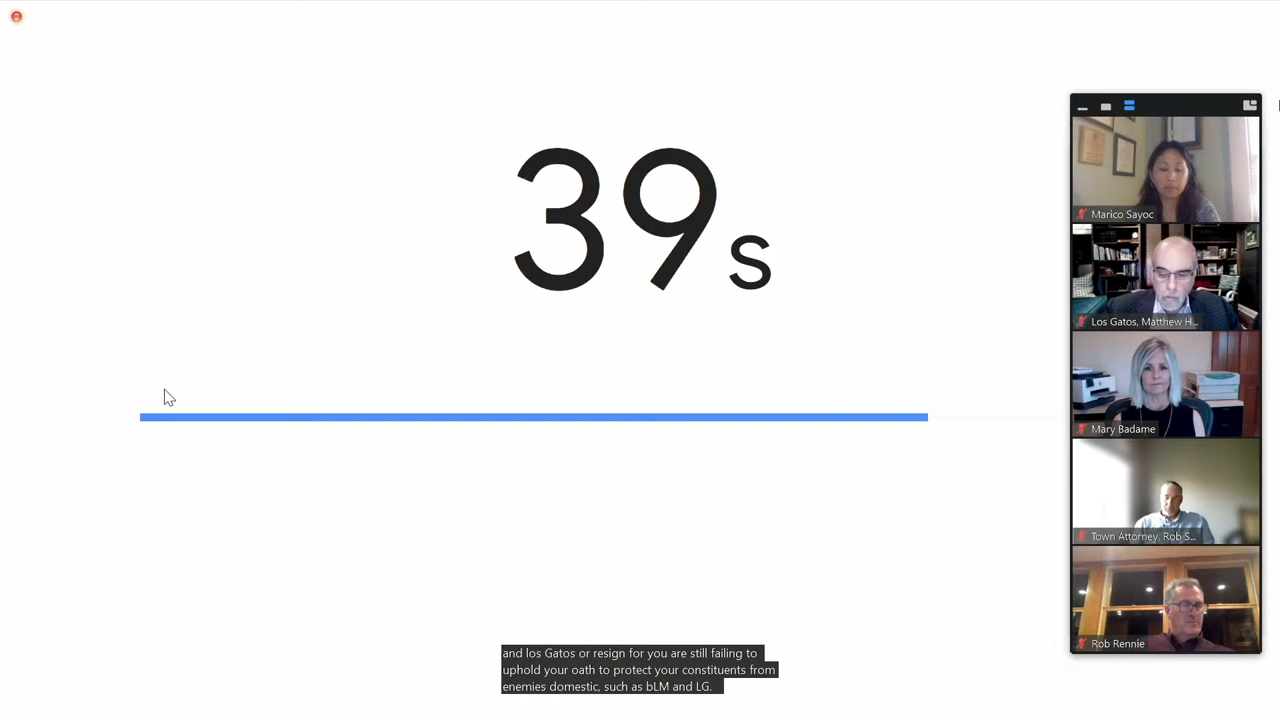 39s
Marico Sayoc
Los Gatos, Matthew H...
Mary Badame
Town Attorney, Rob S...
Rob Rennie
and los Gatos or resign for you are still failing to
uphold your oath to protect your constituents from
enemies domestic, such as bLM and LG.